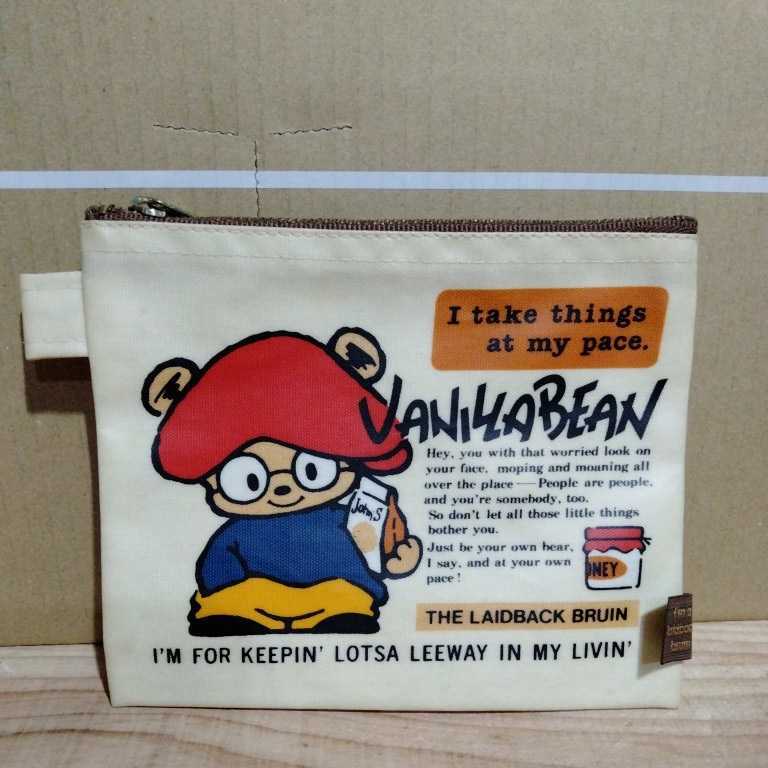 I take things
at my pace.
VANILLABEAN
Hey, you with that worried look on
your face, moping and moaning all
over the place — People are people,
and you're somebody, too.
So don't let all those little things
bother you.
Just be your own bear,
I say, and at your own
pace!
John's
ONEY
THE LAIDBACK BRUIN
I'M FOR KEEPIN' LOTSA LEEWAY IN MY LIVIN'
I'm a